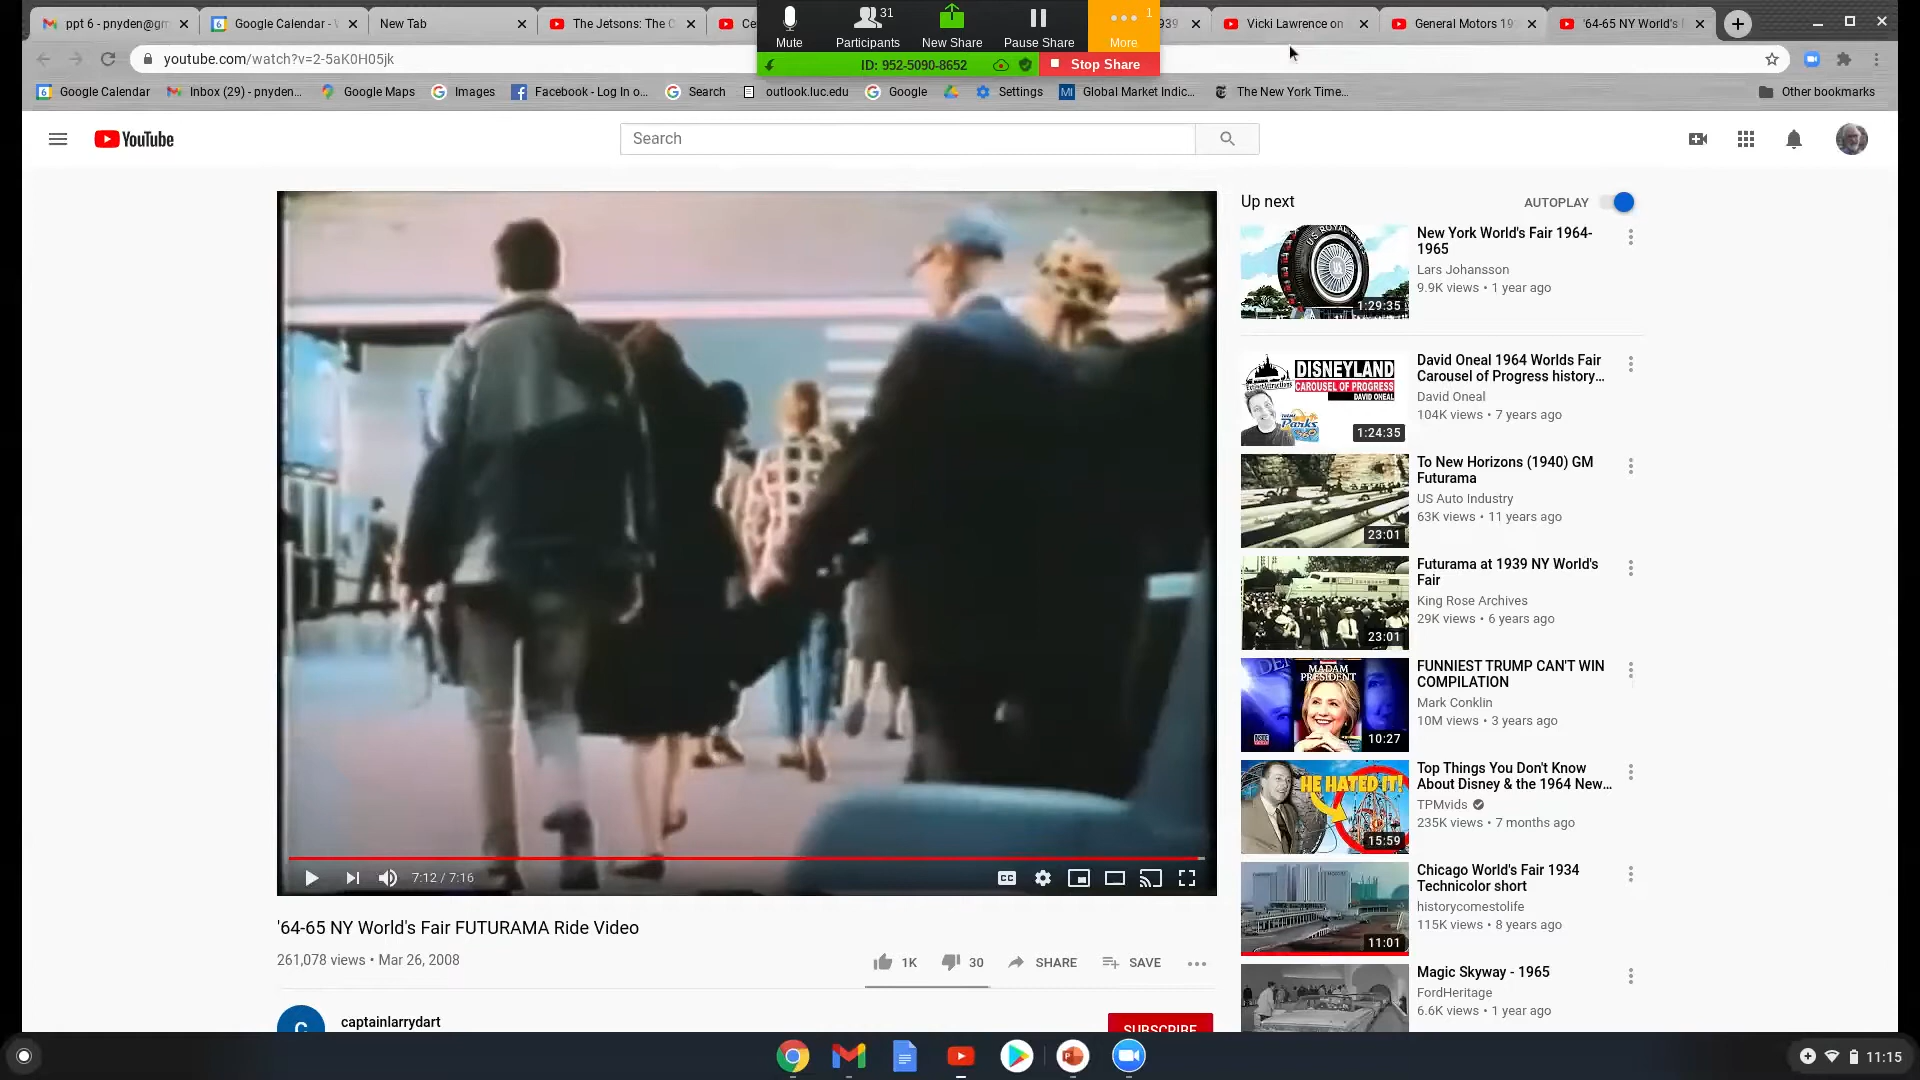 ppt 6 - pnyden@gm
Google Calendar - 
New Tab
The Jetsons: The C
Ce
939
Vicki Lawrence on
General Motors 19
'64-65 NY World's
Mute
31
Participants
New Share
Pause Share
1
More
ID: 952-5090-8652
Stop Share
youtube.com/watch?v=2-5aK0H05jk
Google Calendar
Inbox (29) - pnyden...
Google Maps
Images
Facebook - Log In o...
Search
outlook.luc.edu
Google
Settings
MI
Global Market Indic...
The New York Time...
Other bookmarks
YouTube
Search
Up next
AUTOPLAY
U.S. ROYAL
1:29:35
New York World's Fair 1964-
1965
Lars Johansson
9.9K views • 1 year ago
DISNEYLAND
CAROUSEL OF PROGRESS
DAVID ONEAL
Parks
1:24:35
David Oneal 1964 Worlds Fair
Carousel of Progress history...
David Oneal
104K views • 7 years ago
23:01
To New Horizons (1940) GM
Futurama
US Auto Industry
63K views • 11 years ago
23:01
Futurama at 1939 NY World's
Fair
King Rose Archives
29K views • 6 years ago
MADAM
PRESIDENT
10:27
FUNNIEST TRUMP CAN'T WIN
COMPILATION
Mark Conklin
10M views • 3 years ago
HE HATED IT!
15:59
Top Things You Don't Know
About Disney & the 1964 New...
TPMvids
235K views • 7 months ago
11:01
Chicago World's Fair 1934
Technicolor short
historycomestolife
115K views • 8 years ago
Magic Skyway - 1965
FordHeritage
6.6K views • 1 year ago
7:12 / 7:16
CC
'64-65 NY World's Fair FUTURAMA Ride Video
261,078 views • Mar 26, 2008
1K
30
SHARE
SAVE
C
captainlarrydart
SUBSCRIBE
11:15